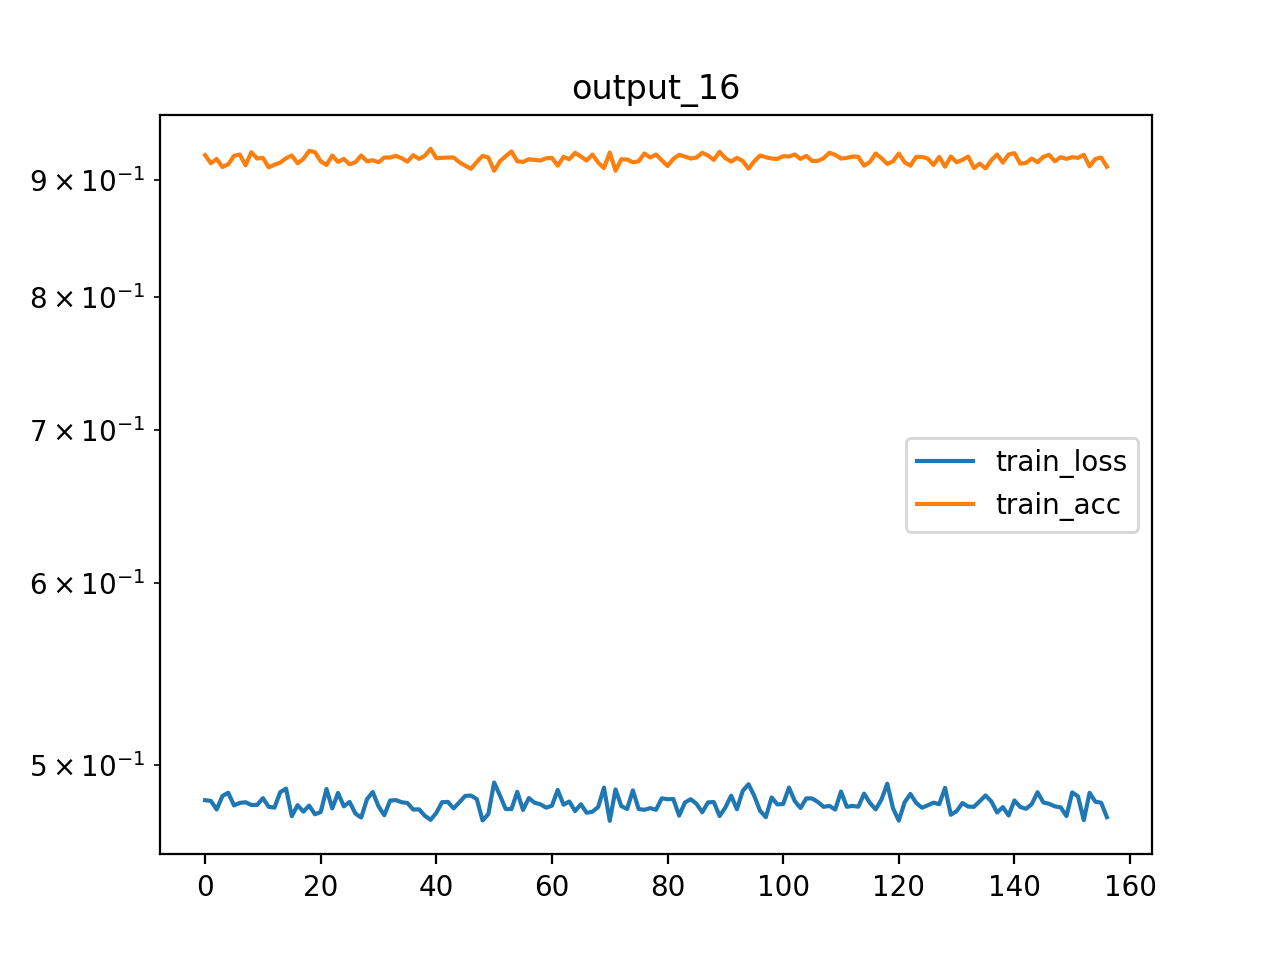 output_16
9 × 10⁻¹
8 × 10⁻¹
7 × 10⁻¹
6 × 10⁻¹
5 × 10⁻¹
train_loss
train_acc
0 20 40 60 80 100 120 140 160